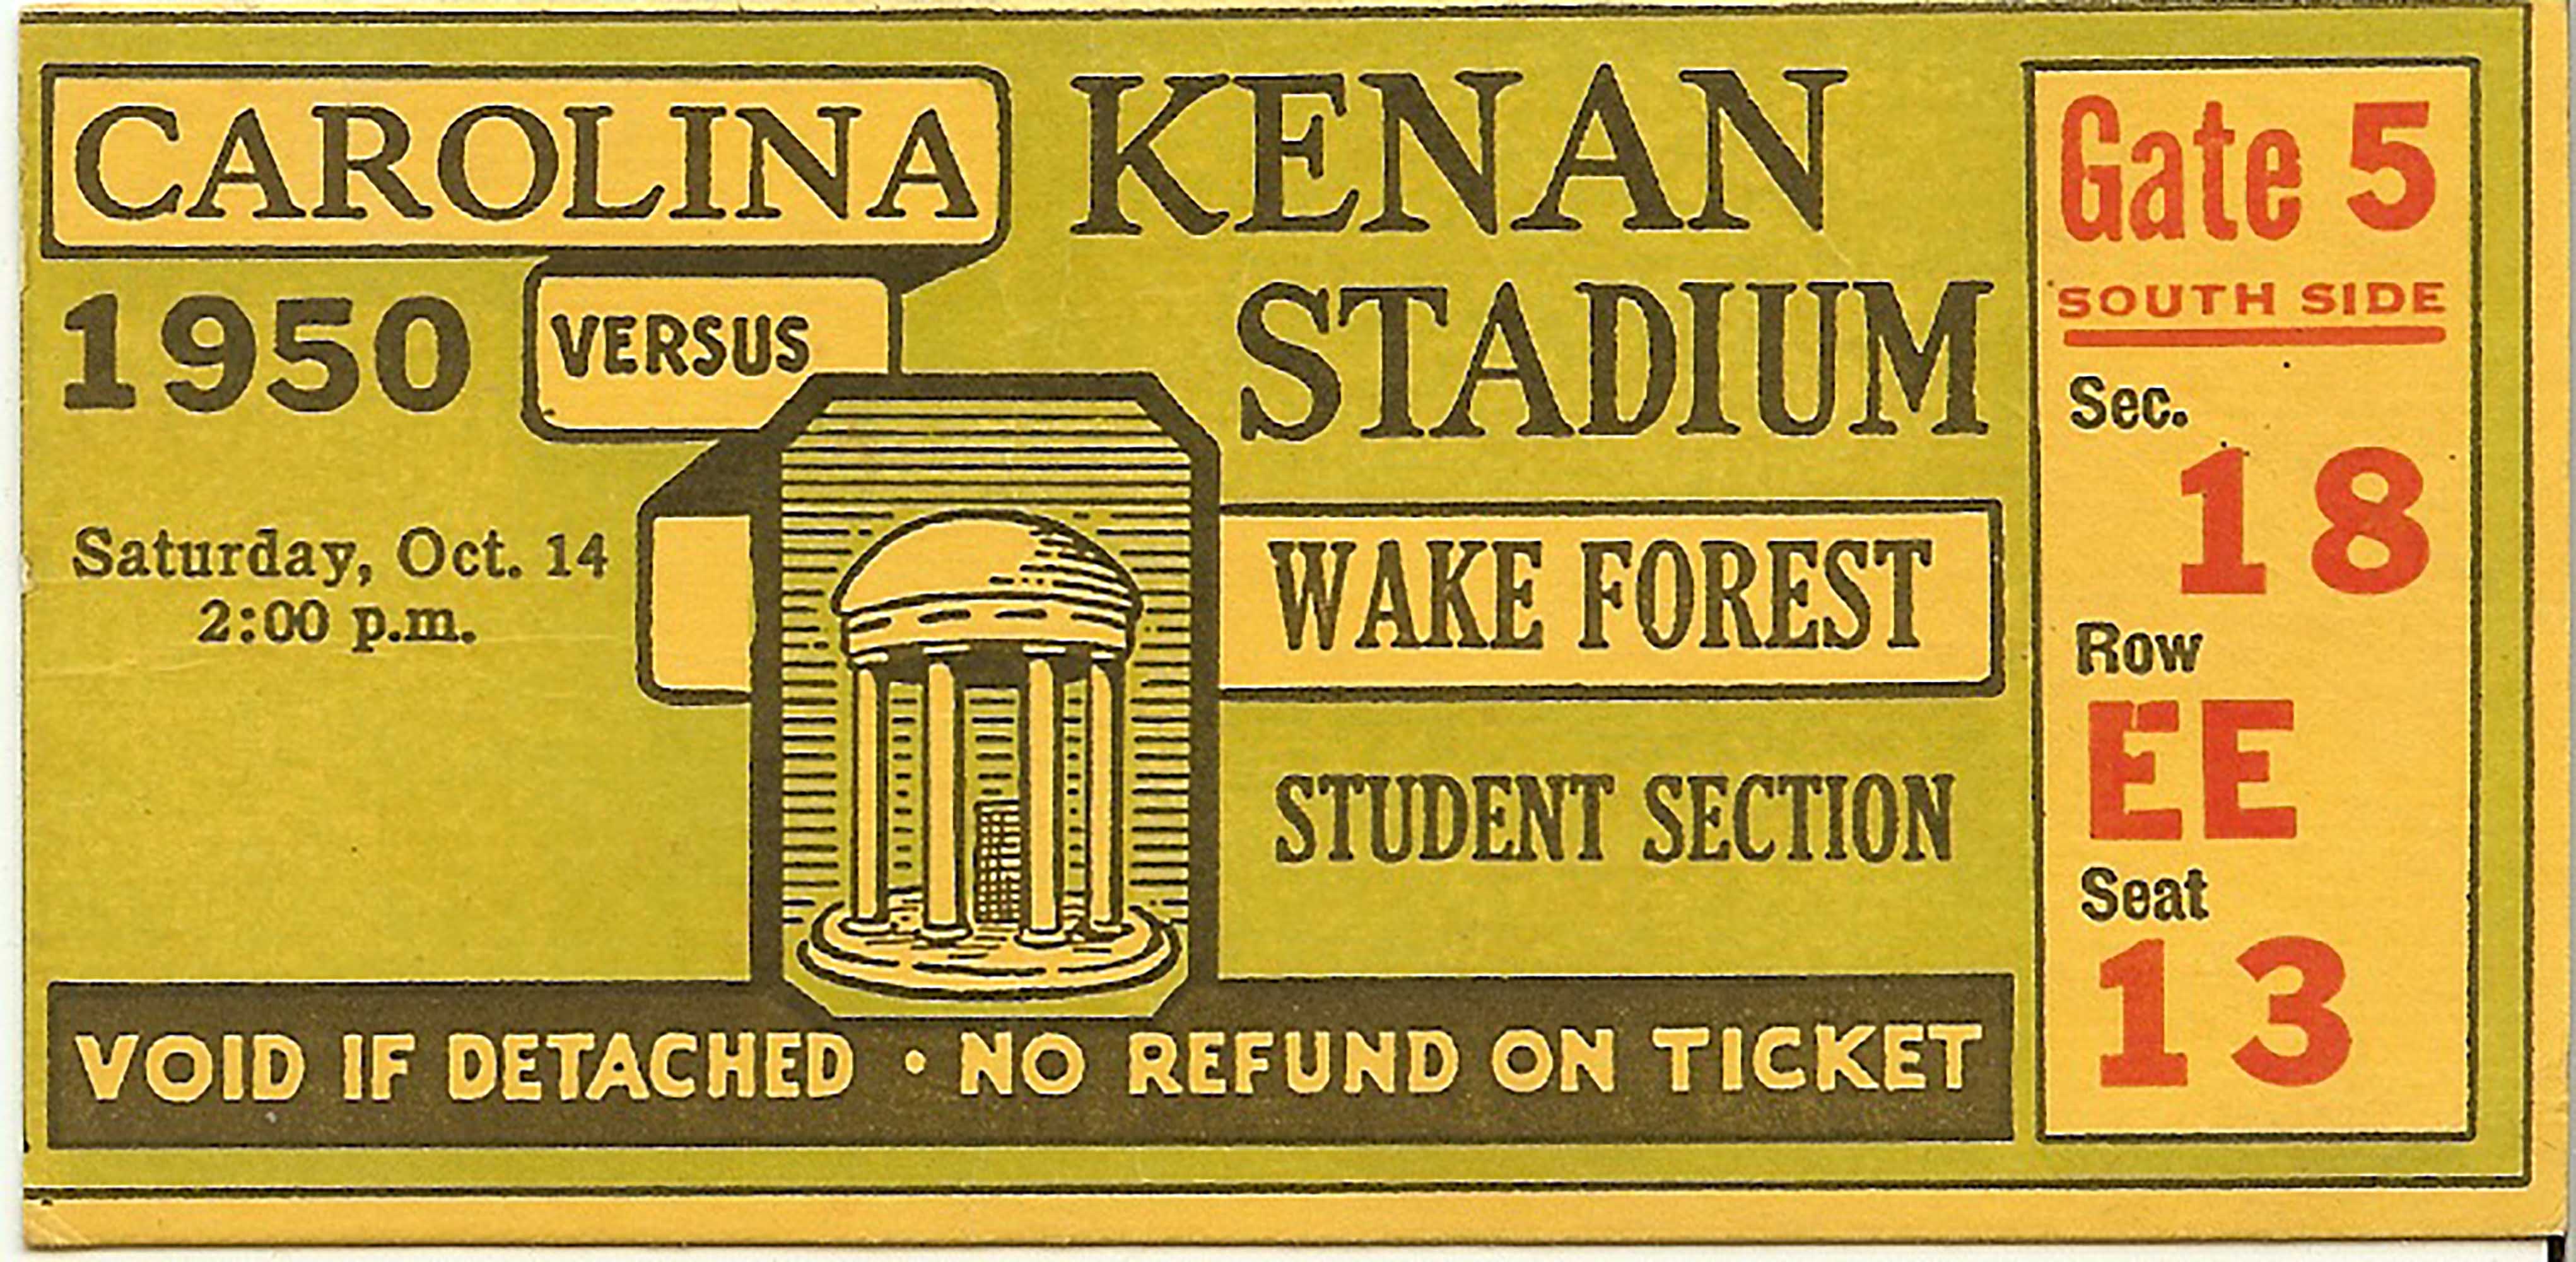 CAROLINA
KENAN
STADIUM
1950
VERSUS
Saturday, Oct. 14
2:00 p.m.
WAKE FOREST
STUDENT SECTION
VOID IF DETACHED • NO REFUND ON TICKET
Gate 5
SOUTH SIDE
Sec.
18
Row
EE
Seat
13